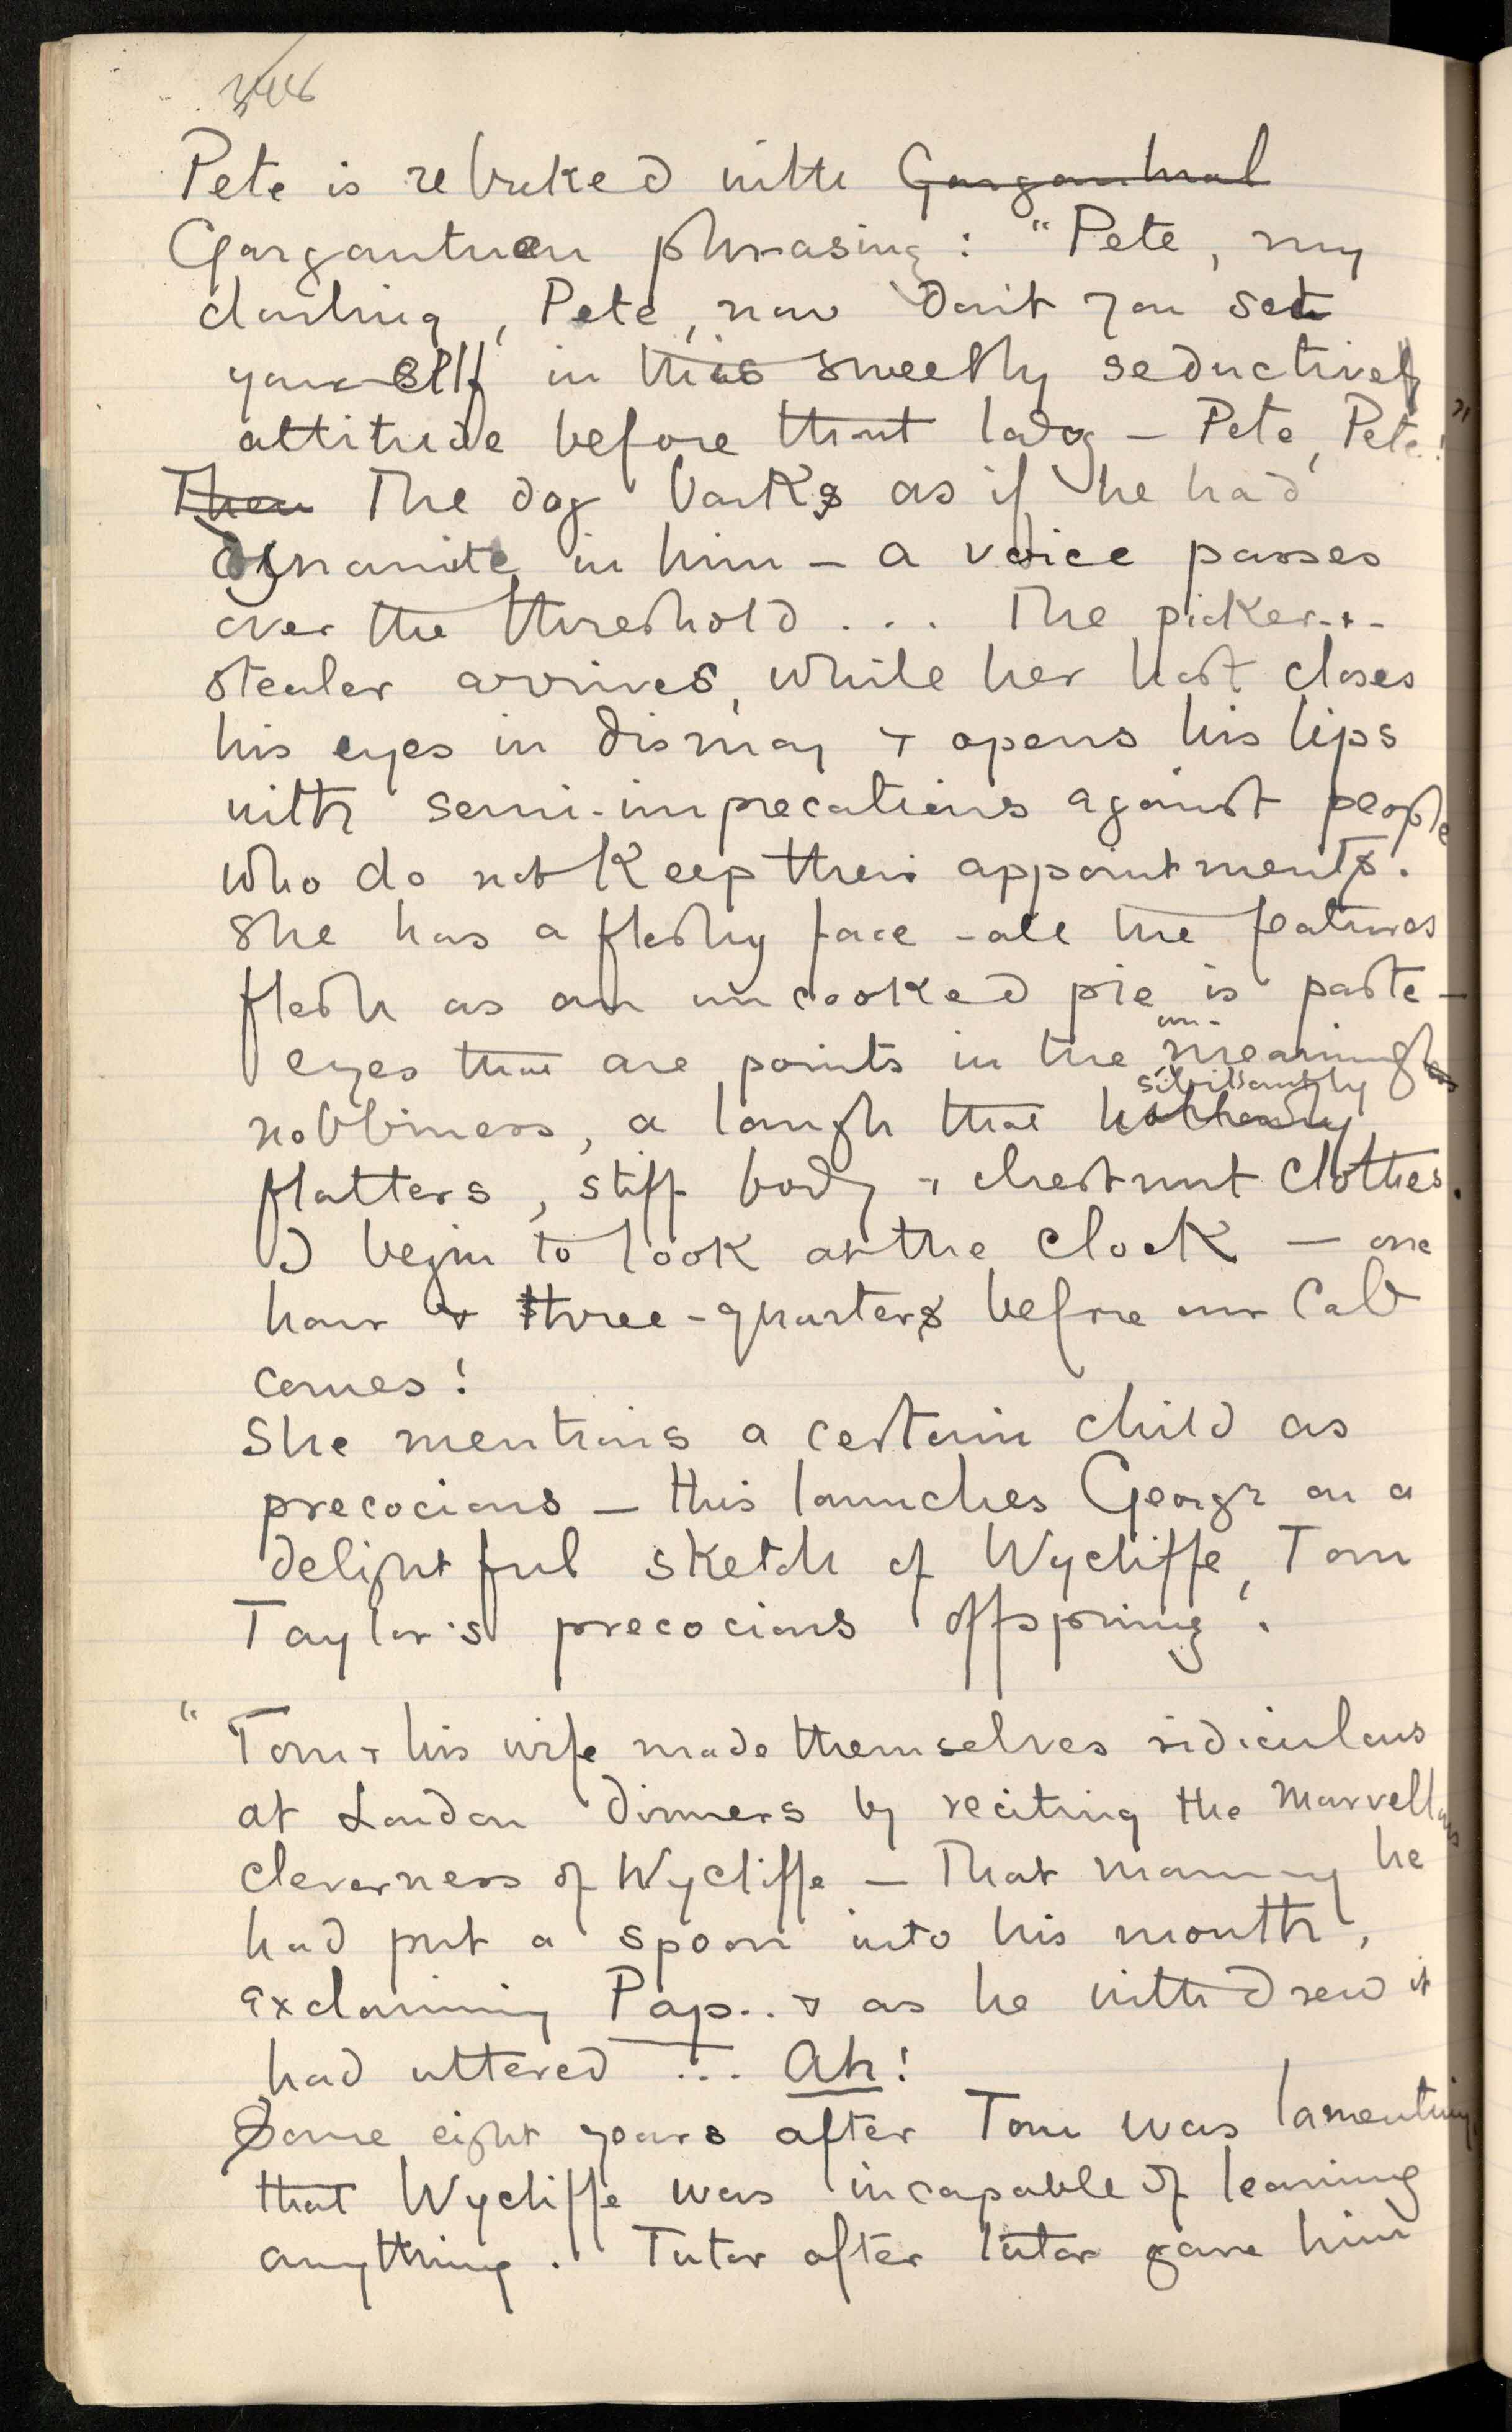 Pete is rebuked with Gargantual
Gargantuan phrasing: "Pete, my
darling, Pete, now don't you set
yourself in this sweetly seductive
attitude before that lady – Pete, Pete!"
Then The dog barks as if he had
dynamite in him – a voice passes
over the threshold ... The picker-+-
stealer arrives, while her host closes
his eyes in dismay + opens his lips
with semi-imprecations against people
who do not keep their appointments.
She has a fleshy face – all the features
flesh as an uncooked pie is paste –
eyes that are points in the un-meaning
nobbiness, a laugh that sibillantly
flatters, stiff body + chestnut clothes.
I begin to look at the clock – one
hour + three-quarters before our Cab
comes!
She mentions a certain child as
precocious – this launches George on a
delightful sketch of Wycliffe, Tom
Taylor's precocious offspring.
"Tom + his wife made themselves ridiculous
at London dinners by reciting the marvellous
cleverness of Wycliffe – That morning he
had put a spoon into his mouth,
exclaiming Pap.. + as he withdrew it
had uttered ... Ah!
Some eight years after Tom was lamenting
that Wycliffe was incapable of learning
anything. Tutor after tutor gave him